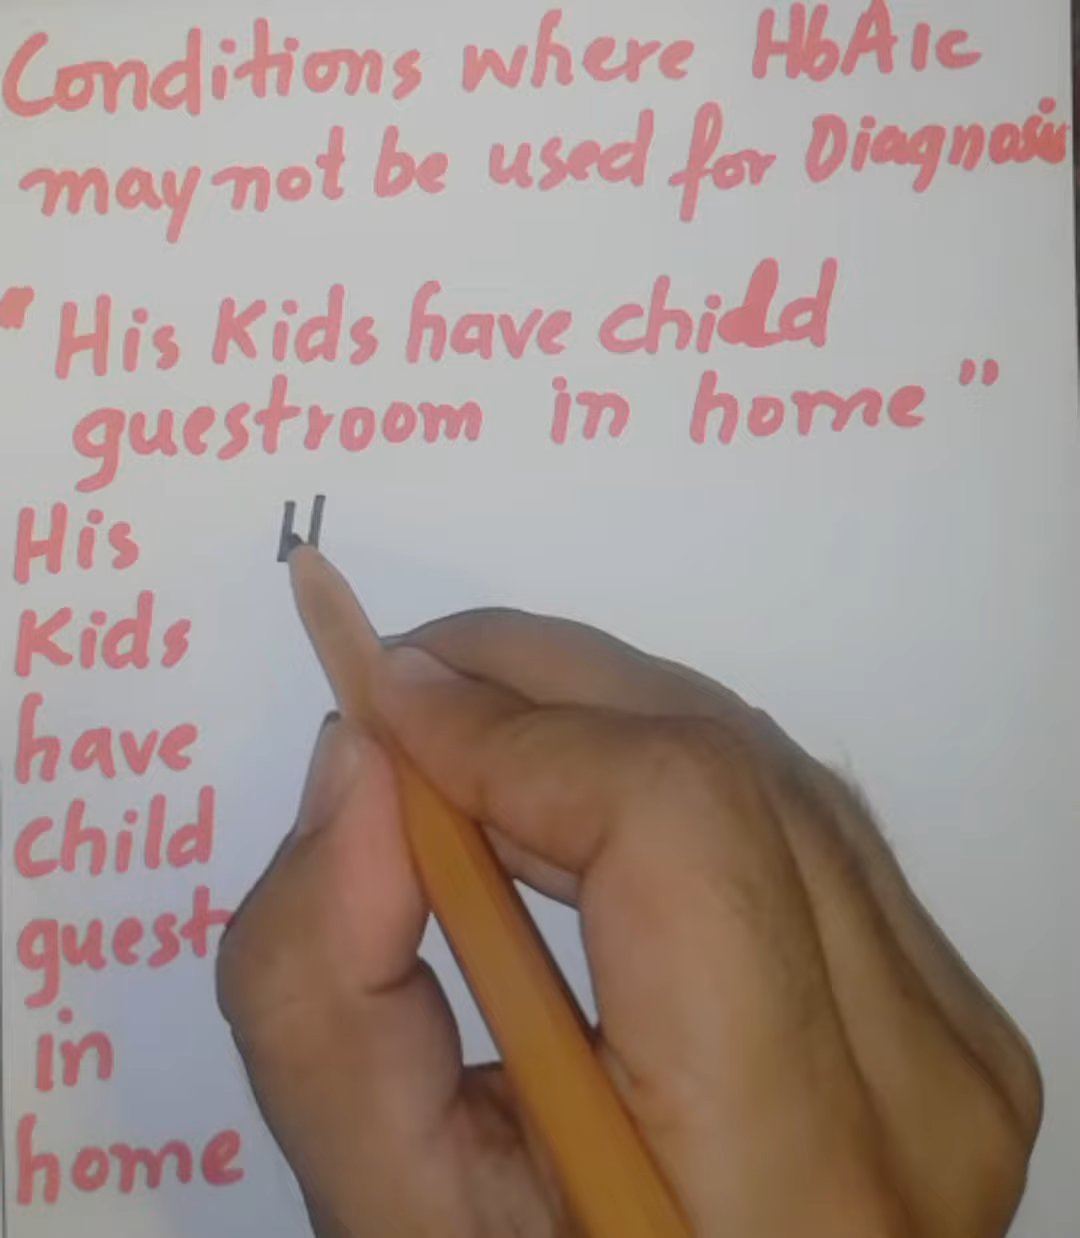 Conditions where HbA1c
may not be used for Diagnosis
"His Kids have child
guestroom in home"
His
Kids
have
child
guest
in
home